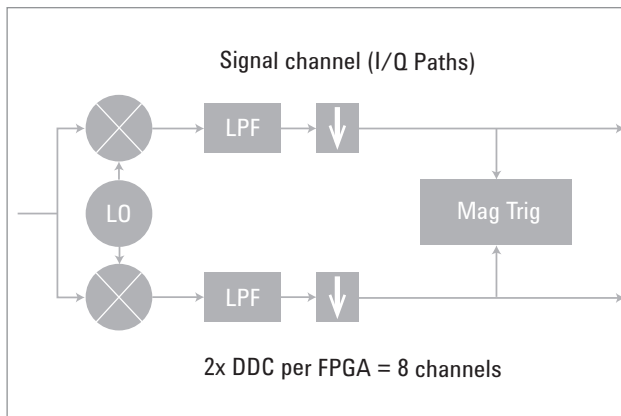 Signal channel (I/Q Paths)
LPF
LO
Mag Trig
LPF
2x DDC per FPGA = 8 channels